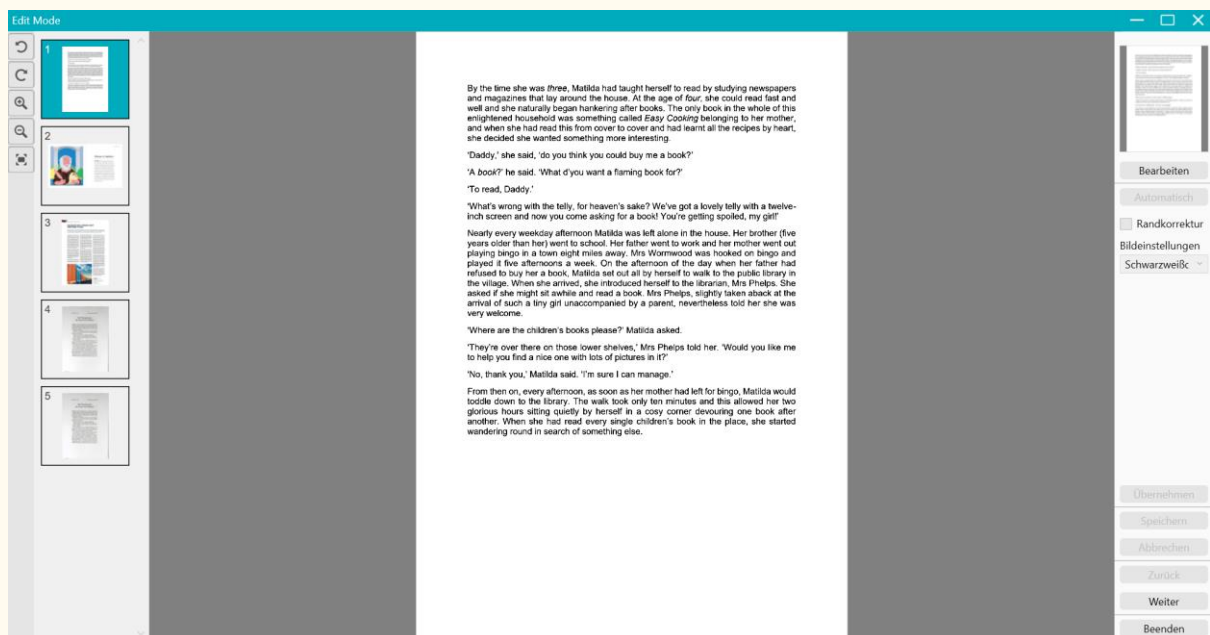 Edit Mode
1
2
3
4
5
By the time she was three, Matilda had taught herself to read by studying newspapers
and magazines that lay around the house. At the age of four, she could read fast and
well and she naturally began hankering after books. The only book in the whole of this
enlightened household was something called Easy Cooking belonging to her mother,
and when she had read this from cover to cover and had learnt all the recipes by heart,
she decided she wanted something more interesting.
'Daddy,' she said, 'do you think you could buy me a book?'
'A book?' he said. 'What d'you want a flaming book for?'
'To read, Daddy.'
'What's wrong with the telly, for heaven's sake? We've got a lovely telly with a twelve-
inch screen and now you come asking for a book! You're getting spoiled, my girl!'
Nearly every weekday afternoon Matilda was left alone in the house. Her brother (five
years older than her) went to school. Her father went to work and her mother went out
playing bingo in a town eight miles away. Mrs Wormwood was hooked on bingo and
played it five afternoons a week. On the afternoon of the day when her father had
refused to buy her a book, Matilda set out all by herself to walk to the public library in
the village. When she arrived, she introduced herself to the librarian, Mrs Phelps. She
asked if she might sit awhile and read a book. Mrs Phelps, slightly taken aback at the
arrival of such a tiny girl unaccompanied by a parent, nevertheless told her she was
very welcome.
'Where are the children's books please?' Matilda asked.
'They're over there on those lower shelves,' Mrs Phelps told her. 'Would you like me
to help you find a nice one with lots of pictures in it?'
'No, thank you,' Matilda said. 'I'm sure I can manage.'
From then on, every afternoon, as soon as her mother had left for bingo, Matilda would
toddle down to the library. The walk took only ten minutes and this allowed her two
glorious hours sitting quietly by herself in a cosy corner devouring one book after
another. When she had read every single children's book in the place, she started
wandering round in search of something else.
Bearbeiten
Automatisch
Randkorrektur
Bildeinstellungen
Schwarzweißc
Übernehmen
Speichern
Abbrechen
Zurück
Weiter
Beenden